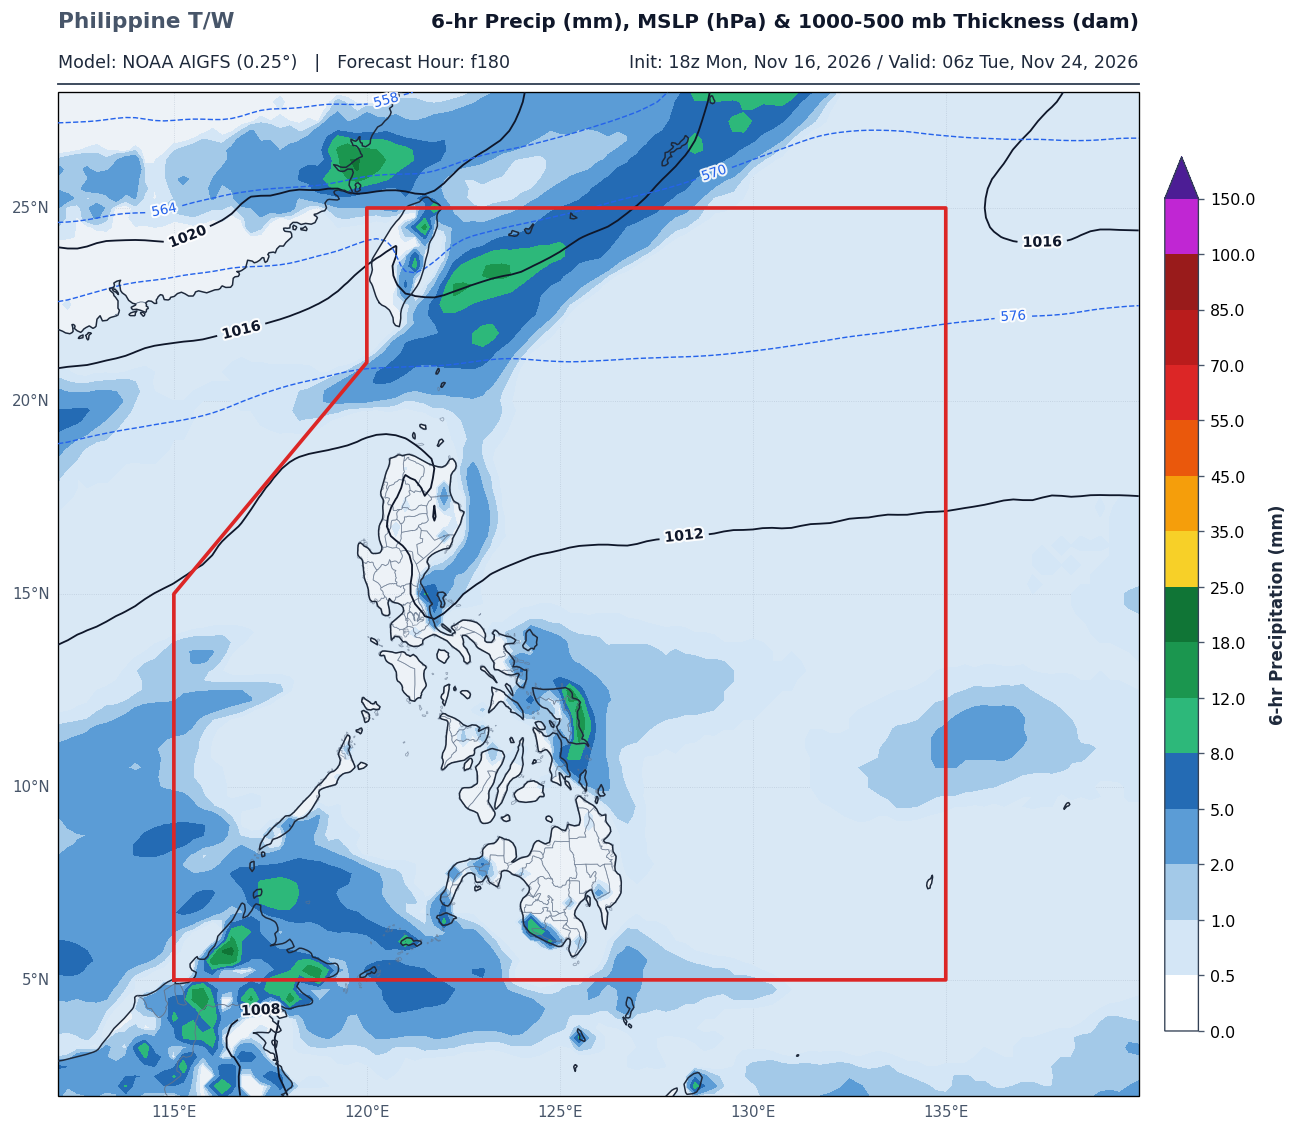 Philippine T/W
6-hr Precip (mm), MSLP (hPa) & 1000-500 mb Thickness (dam)
Model: NOAA AIGFS (0.25°) | Forecast Hour: f180
Init: 18z Mon, Nov 16, 2026 / Valid: 06z Tue, Nov 24, 2026
558
570
564
1020
1016
1016
576
1012
1008
25°N
20°N
15°N
10°N
5°N
115°E
120°E
125°E
130°E
135°E
150.0
100.0
85.0
70.0
55.0
45.0
35.0
25.0
18.0
12.0
8.0
5.0
2.0
1.0
0.5
0.0
6-hr Precipitation (mm)